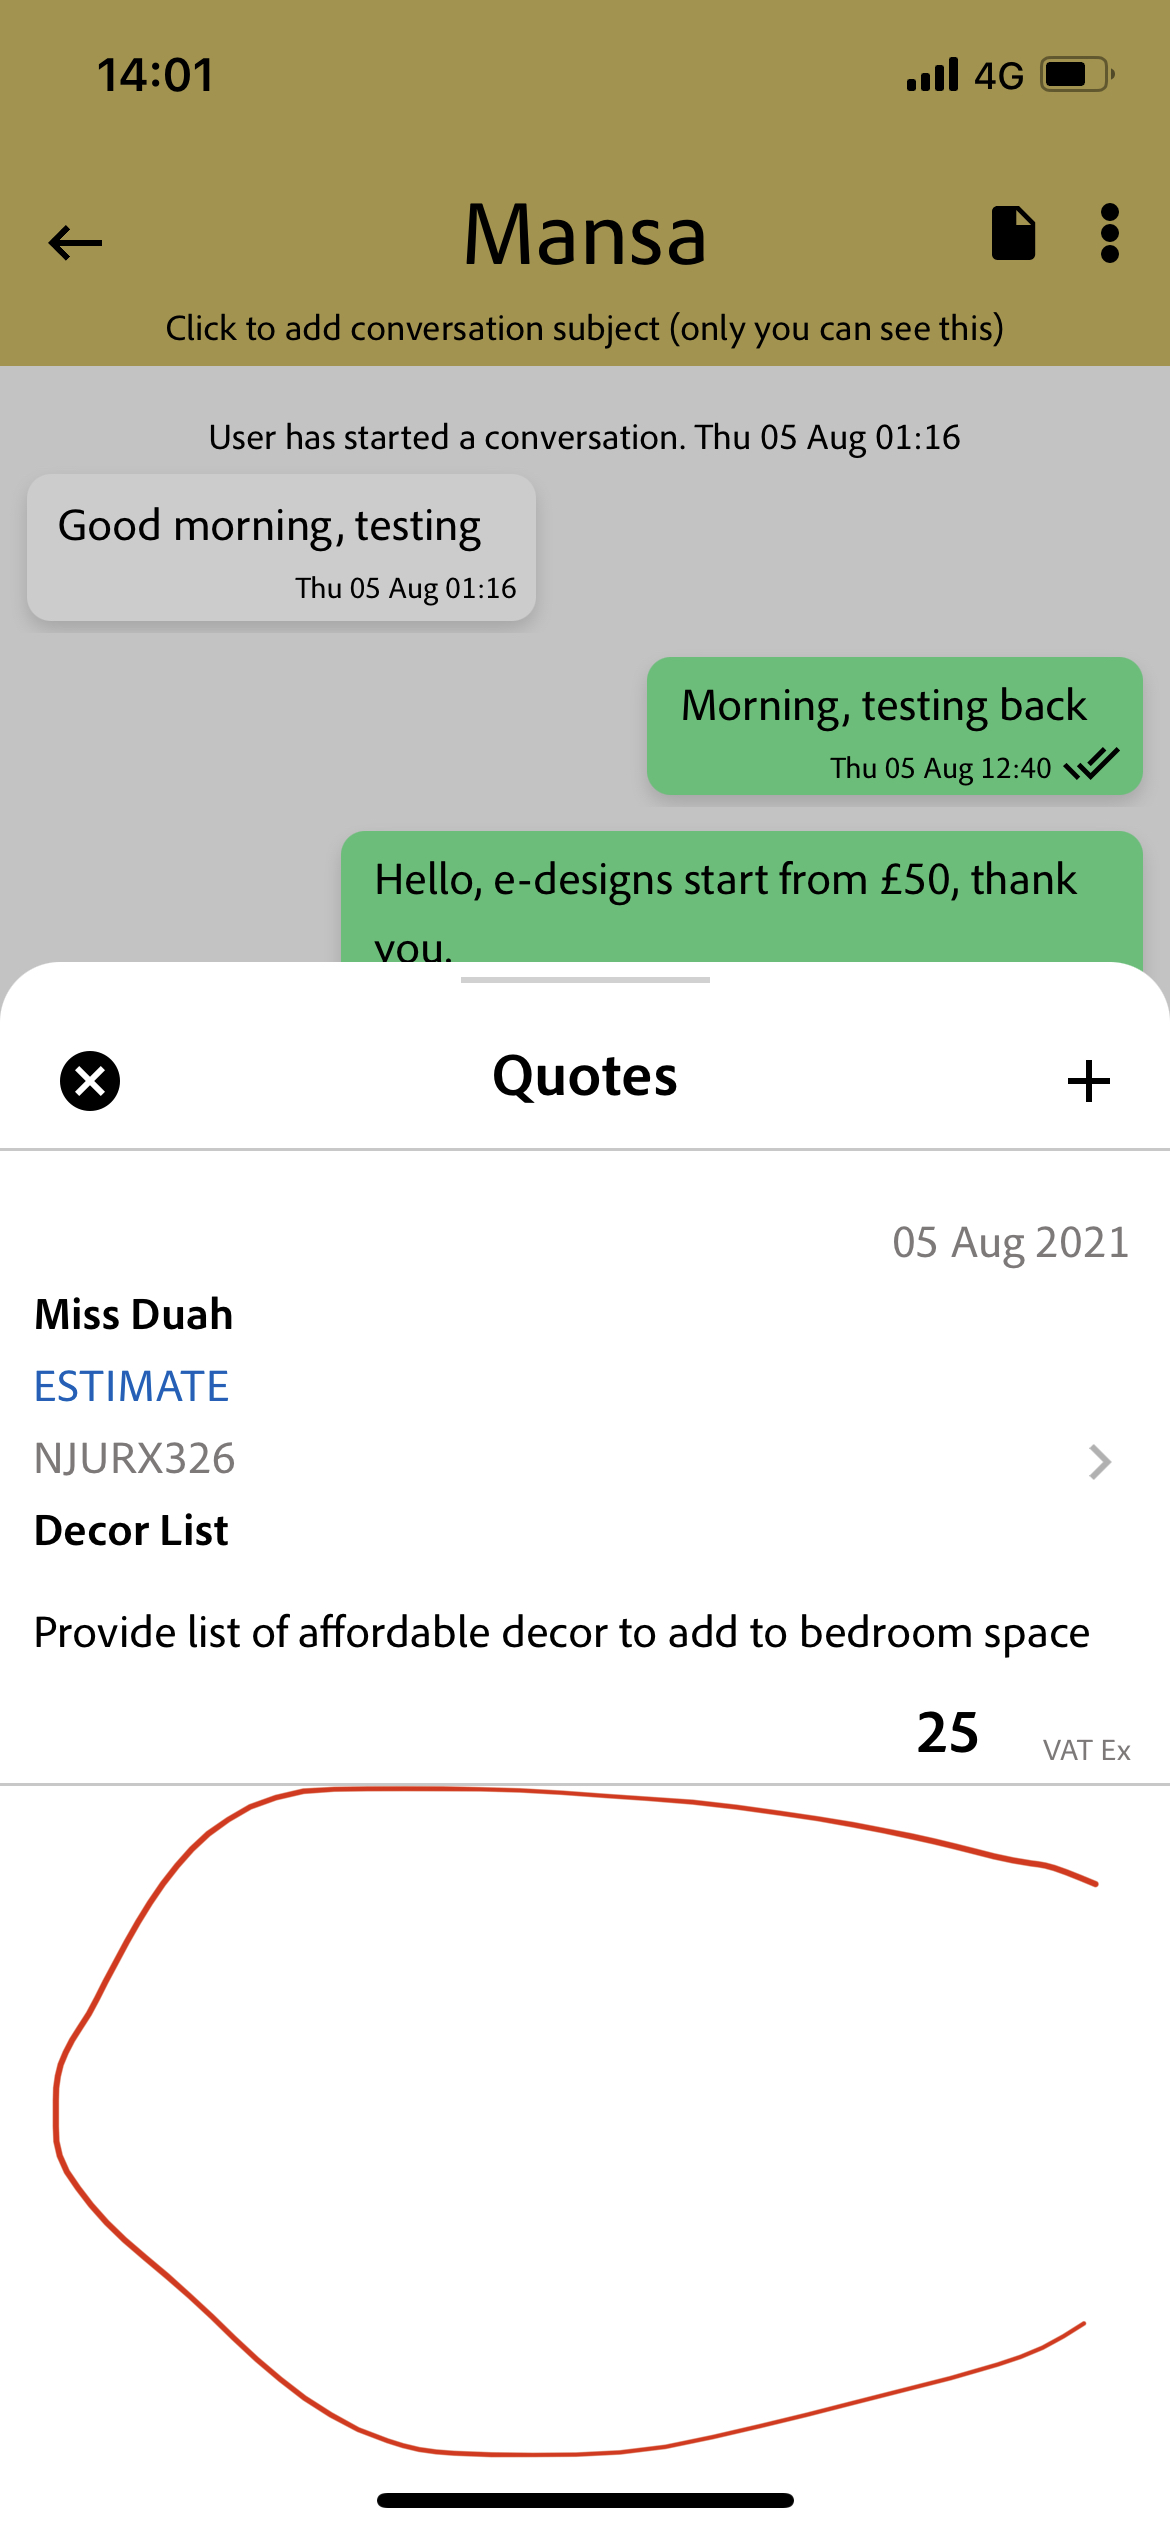 14:01 4G
Mansa
Click to add conversation subject (only you can see this)
User has started a conversation. Thu 05 Aug 01:16
Good morning, testing
Thu 05 Aug 01:16
Morning, testing back
Thu 05 Aug 12:40
Hello, e-designs start from £50, thank
you.
Quotes
05 Aug 2021
Miss Duah
ESTIMATE
NJURX326
Decor List
Provide list of affordable decor to add to bedroom space
25 VAT Ex